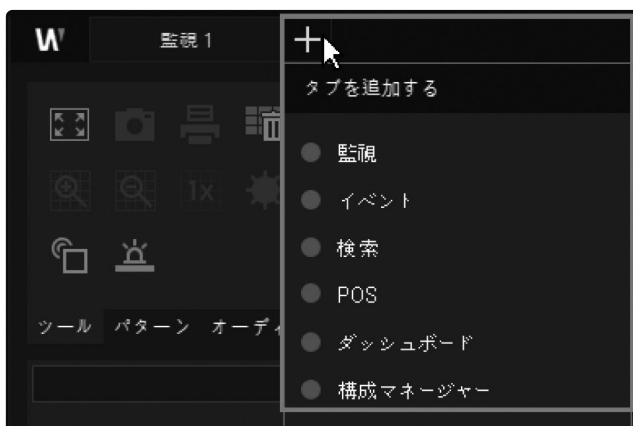 W
監視 1
タブを追加する
監視
イベント
検索
1x
POS
ツール パターン オーディ
ダッシュボード
構成マネージャー